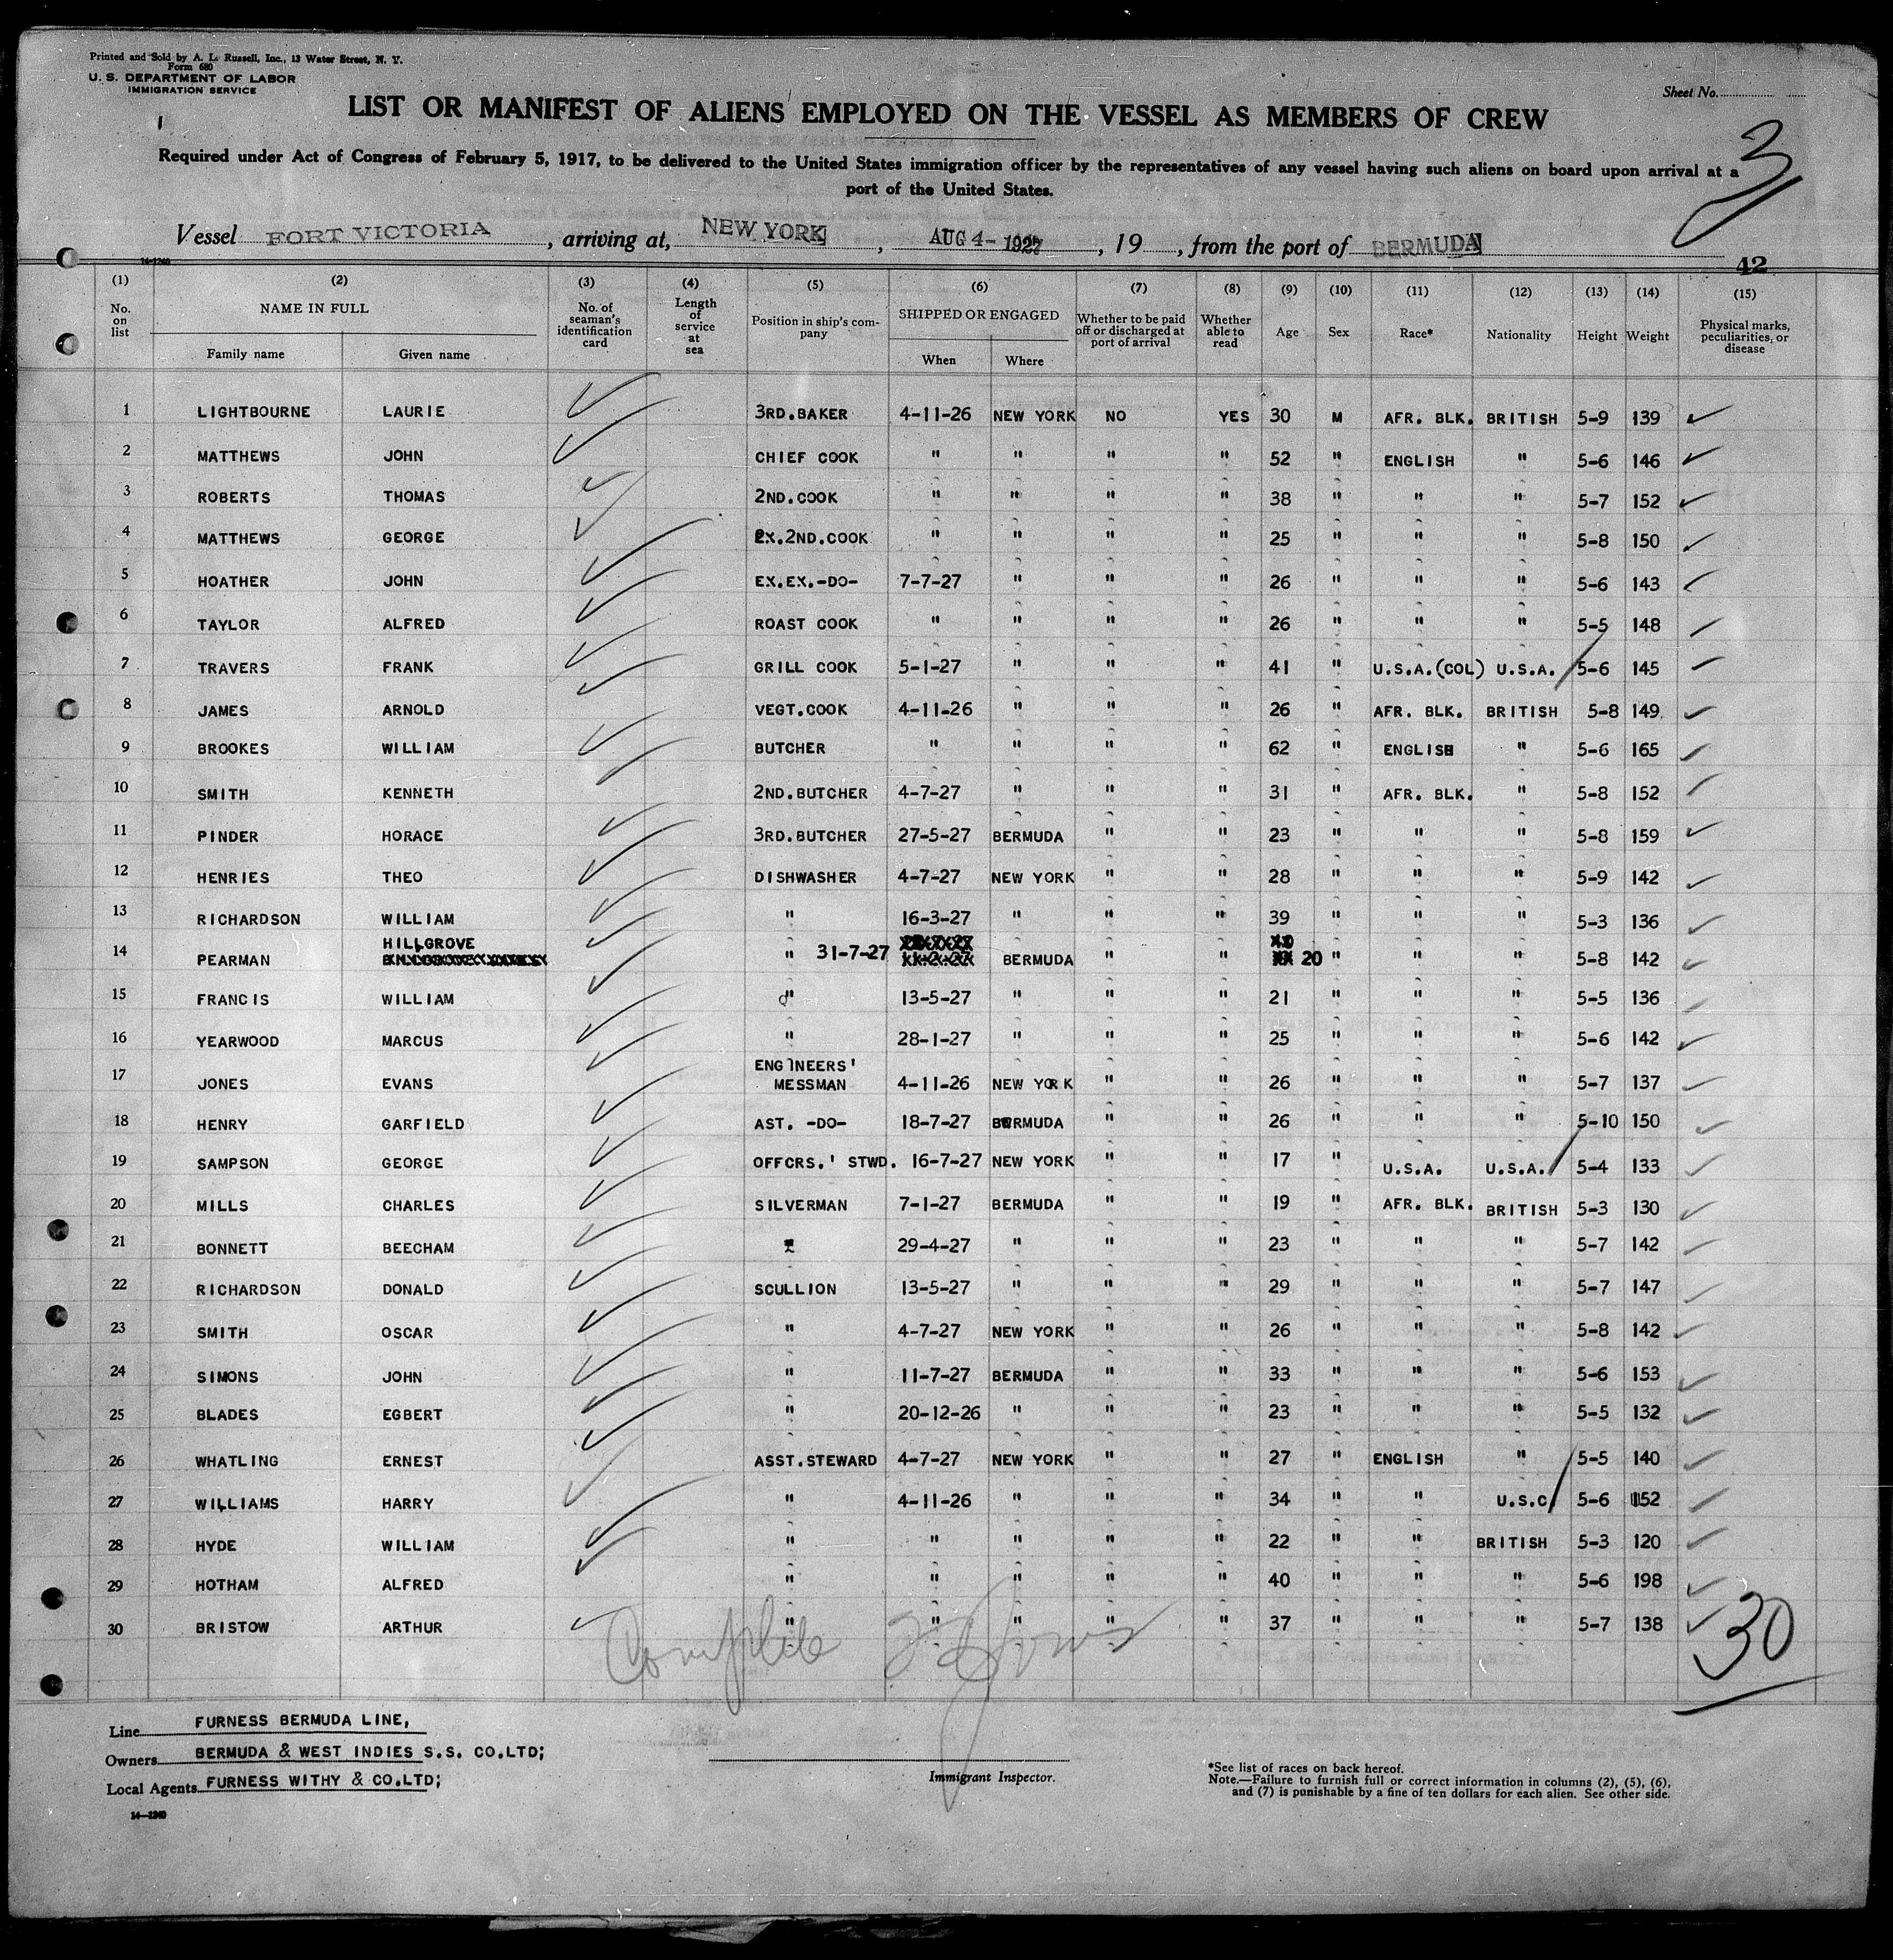 Printed and Sold by A. L. Russell, Inc., 13 Water Street, N. Y.
Form 680
U. S. DEPARTMENT OF LABOR
IMMIGRATION SERVICE
Sheet No.
LIST OR MANIFEST OF ALIENS EMPLOYED ON THE VESSEL AS MEMBERS OF CREW
3
Required under Act of Congress of February 5, 1917, to be delivered to the United States immigration officer by the representatives of any vessel having such aliens on board upon arrival at a
port of the United States.
Vessel FORT VICTORIA, arriving at, NEW YORK, AUG 4- 1927, 19 , from the port of BERMUDA
14-1240
42
(1) (2) (3) (4) (5) (6) (7) (8) (9) (10) (11) (12) (13) (14) (15)
No. on list NAME IN FULL Family name Given name No. of seaman's identification card Length of service at sea Position in ship's company SHIPPED OR ENGAGED When Where Whether to be paid off or discharged at port of arrival Whether able to read Age Sex Race* Nationality Height Weight Physical marks, peculiarities, or disease
1 LIGHTBOURNE LAURIE 3RD.BAKER 4-11-26 NEW YORK NO YES 30 M AFR. BLK. BRITISH 5-9 139
2 MATTHEWS JOHN CHIEF COOK " " " " 52 " ENGLISH " 5-6 146
3 ROBERTS THOMAS 2ND.COOK " " " " 38 " " " 5-7 152
4 MATTHEWS GEORGE EX.2ND.COOK " " " " 25 " " " 5-8 150
5 HOATHER JOHN EX.EX.-DO- 7-7-27 " " " 26 " " " 5-6 143
6 TAYLOR ALFRED ROAST COOK " " " " 26 " " " 5-5 148
7 TRAVERS FRANK GRILL COOK 5-1-27 " " " 41 " U.S.A.(COL) U.S.A. 5-6 145
8 JAMES ARNOLD VEGT.COOK 4-11-26 " " " 26 " AFR. BLK. BRITISH 5-8 149
9 BROOKES WILLIAM BUTCHER " " " " 62 " ENGLISH " 5-6 165
10 SMITH KENNETH 2ND.BUTCHER 4-7-27 " " " 31 " AFR. BLK. " 5-8 152
11 PINDER HORACE 3RD.BUTCHER 27-5-27 BERMUDA " " 23 " " " 5-8 159
12 HENRIES THEO DISHWASHER 4-7-27 NEW YORK " " 28 " " " 5-9 142
13 RICHARDSON WILLIAM " 16-3-27 " " " 39 " " " 5-3 136
14 PEARMAN HILLGROVE " 31-7-27 BERMUDA " " 20 " " " 5-8 142
15 FRANCIS WILLIAM " 13-5-27 " " " 21 " " " 5-5 136
16 YEARWOOD MARCUS " 28-1-27 " " " 25 " " " 5-6 142
17 JONES EVANS ENGINEERS' MESSMAN 4-11-26 NEW YORK " " 26 " " " 5-7 137
18 HENRY GARFIELD AST. -DO- 18-7-27 BERMUDA " " 26 " " " 5-10 150
19 SAMPSON GEORGE OFFCRS.' STWD. 16-7-27 NEW YORK " " 17 " U.S.A. U.S.A. 5-4 133
20 MILLS CHARLES SILVERMAN 7-1-27 BERMUDA " " 19 " AFR. BLK. BRITISH 5-3 130
21 BONNETT BEECHAM " 29-4-27 " " " 23 " " " 5-7 142
22 RICHARDSON DONALD SCULLION 13-5-27 " " " 29 " " " 5-7 147
23 SMITH OSCAR " 4-7-27 NEW YORK " " 26 " " " 5-8 142
24 SIMONS JOHN " 11-7-27 BERMUDA " " 33 " " " 5-6 153
25 BLADES EGBERT " 20-12-26 " " " 23 " " " 5-5 132
26 WHATLING ERNEST ASST.STEWARD 4-7-27 NEW YORK " " 27 " ENGLISH " 5-5 140
27 WILLIAMS HARRY " 4-11-26 " " " 34 " " U.S.C. 5-6 152
28 HYDE WILLIAM " " " " " 22 " " BRITISH 5-3 120
29 HOTHAM ALFRED " " " " " 40 " " " 5-6 198
30 BRISTOW ARTHUR " " " " " 37 " " " 5-7 138
30
Line FURNESS BERMUDA LINE,
Owners BERMUDA & WEST INDIES S.S. CO.LTD;
Local Agents FURNESS WITHY & CO.LTD;
14-1240
Immigrant Inspector.
*See list of races on back hereof.
Note.—Failure to furnish full or correct information in columns (2), (5), (6),
and (7) is punishable by a fine of ten dollars for each alien. See other side.